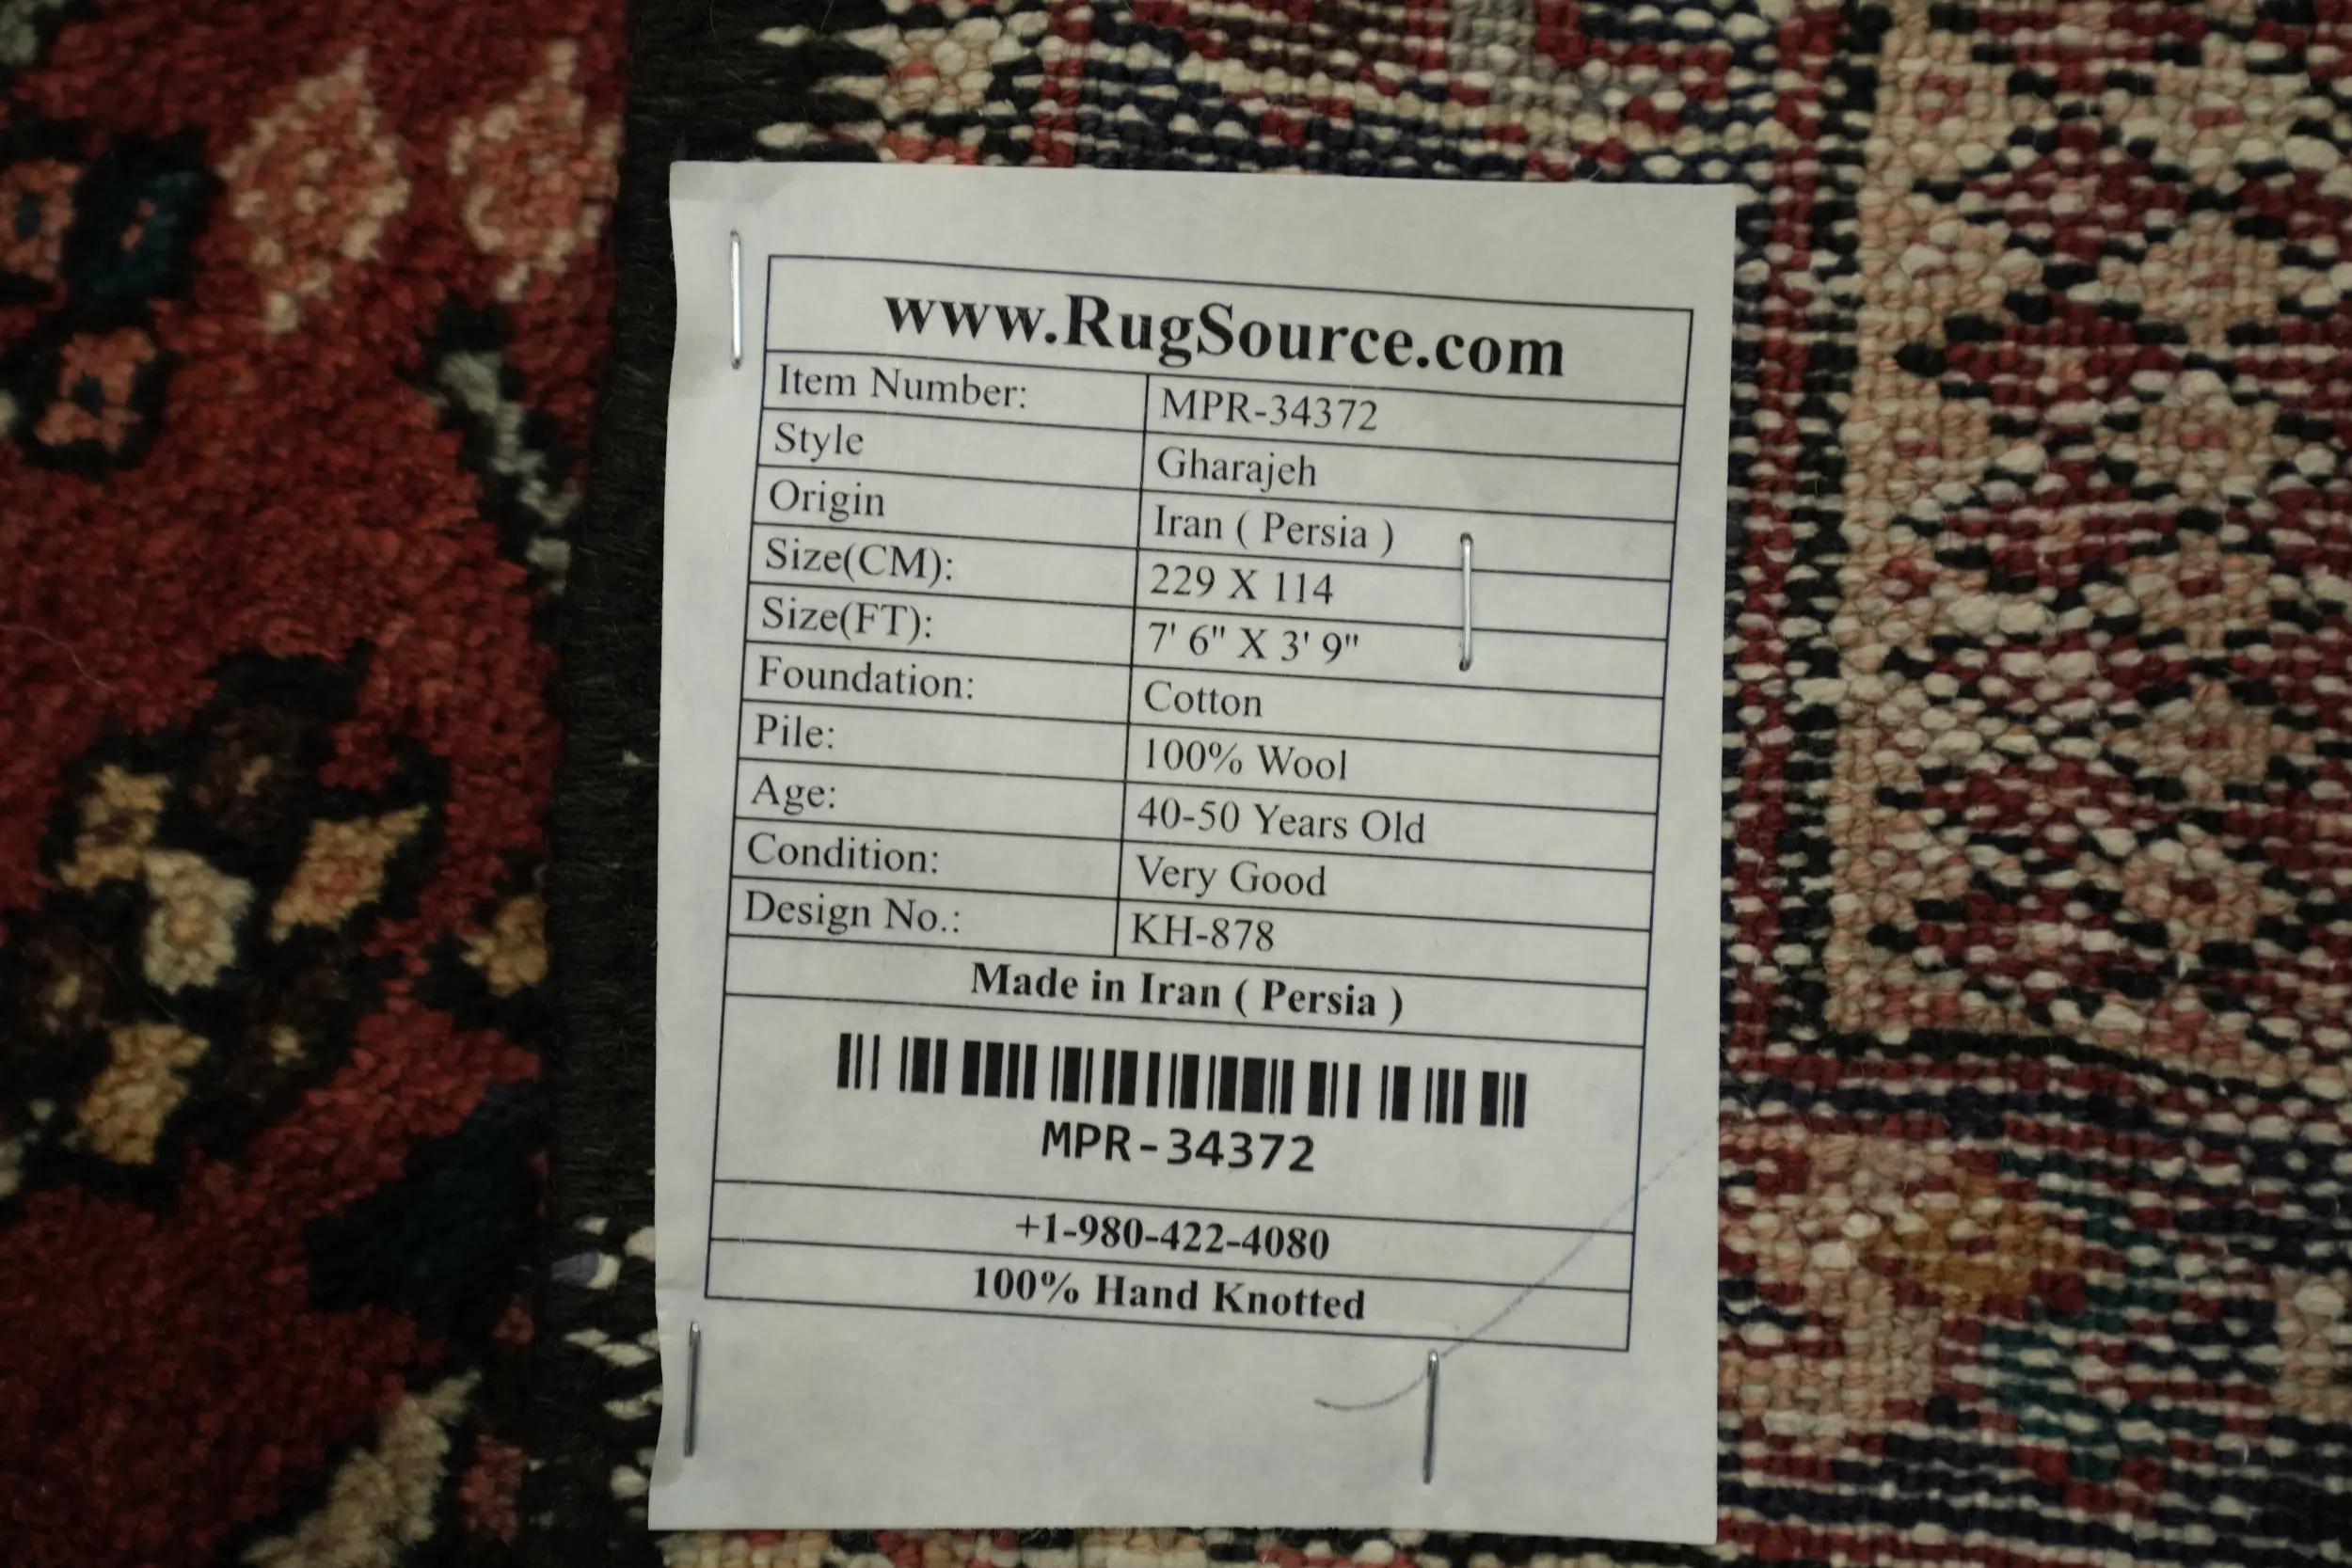 www.RugSource.com
Item Number: MPR-34372
Style Gharajeh
Origin Iran ( Persia )
Size(CM): 229 X 114
Size(FT): 7' 6" X 3' 9"
Foundation: Cotton
Pile: 100% Wool
Age: 40-50 Years Old
Condition: Very Good
Design No.: KH-878
Made in Iran ( Persia )
MPR-34372
+1-980-422-4080
100% Hand Knotted